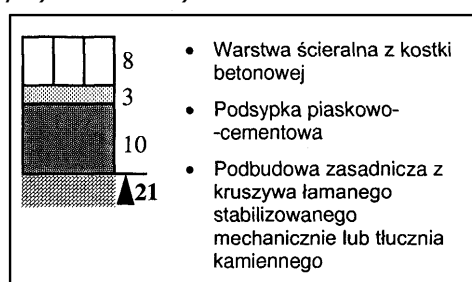 8
3
10
21
• Warstwa ścieralna z kostki
betonowej
• Podsypka piaskowo-
-cementowa
• Podbudowa zasadnicza z
kruszywa łamanego
stabilizowanego
mechanicznie lub tłucznia
kamiennego